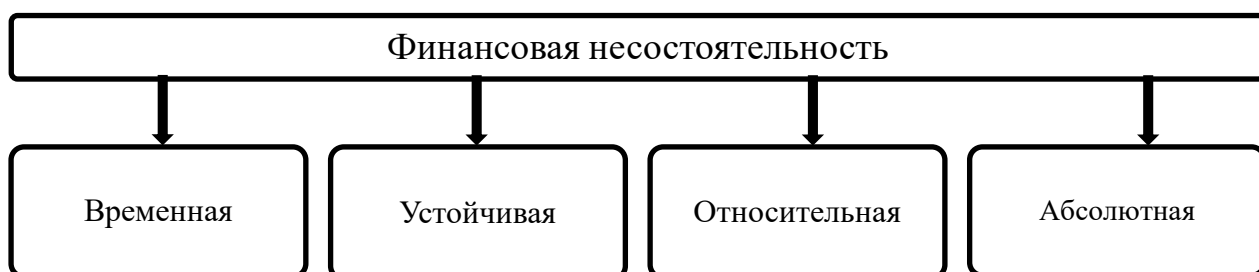 Финансовая несостоятельность
Временная
Устойчивая
Относительная
Абсолютная